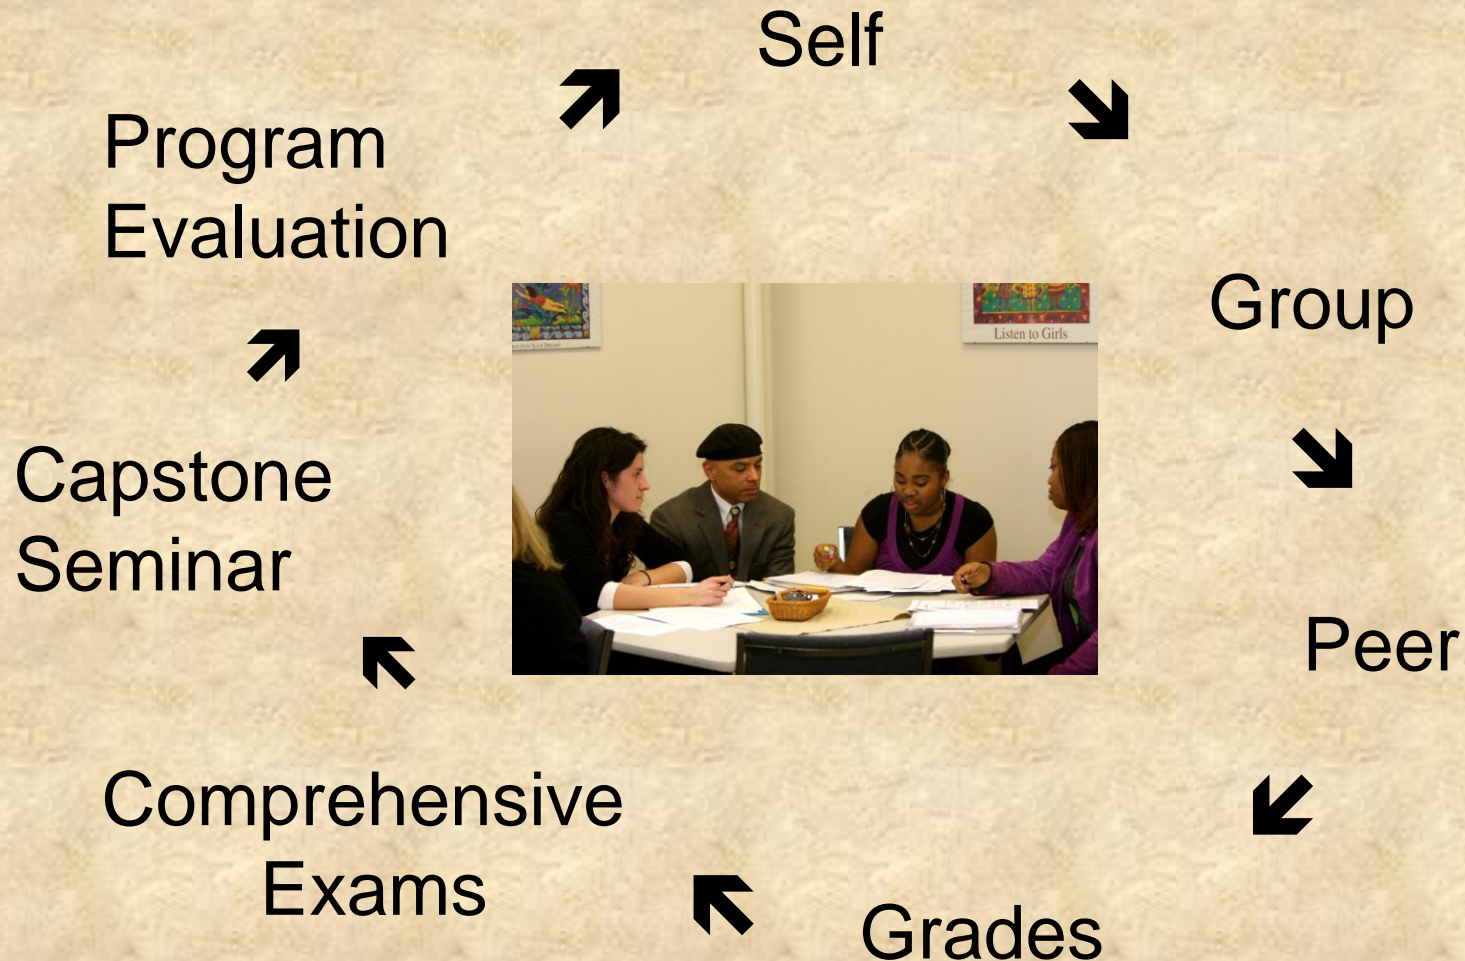 Self
Program
Evaluation
Group
Listen to Girls
Capstone
Seminar
Peer
Comprehensive
Exams
Grades